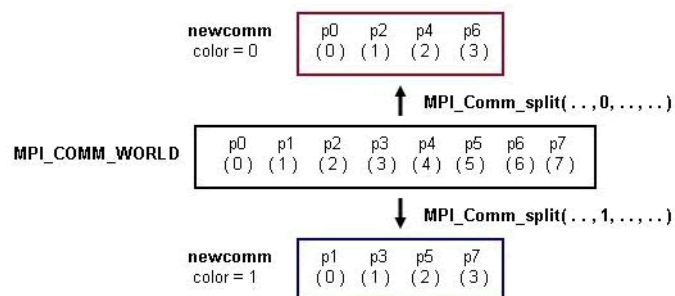 newcomm p0 p2 p4 p6
color = 0 (0) (1) (2) (3)
MPI_Comm_split(..,0,..,..)
MPI_COMM_WORLD p0 p1 p2 p3 p4 p5 p6 p7
(0) (1) (2) (3) (4) (5) (6) (7)
MPI_Comm_split(..,1,..,..)
newcomm p1 p3 p5 p7
color = 1 (0) (1) (2) (3)